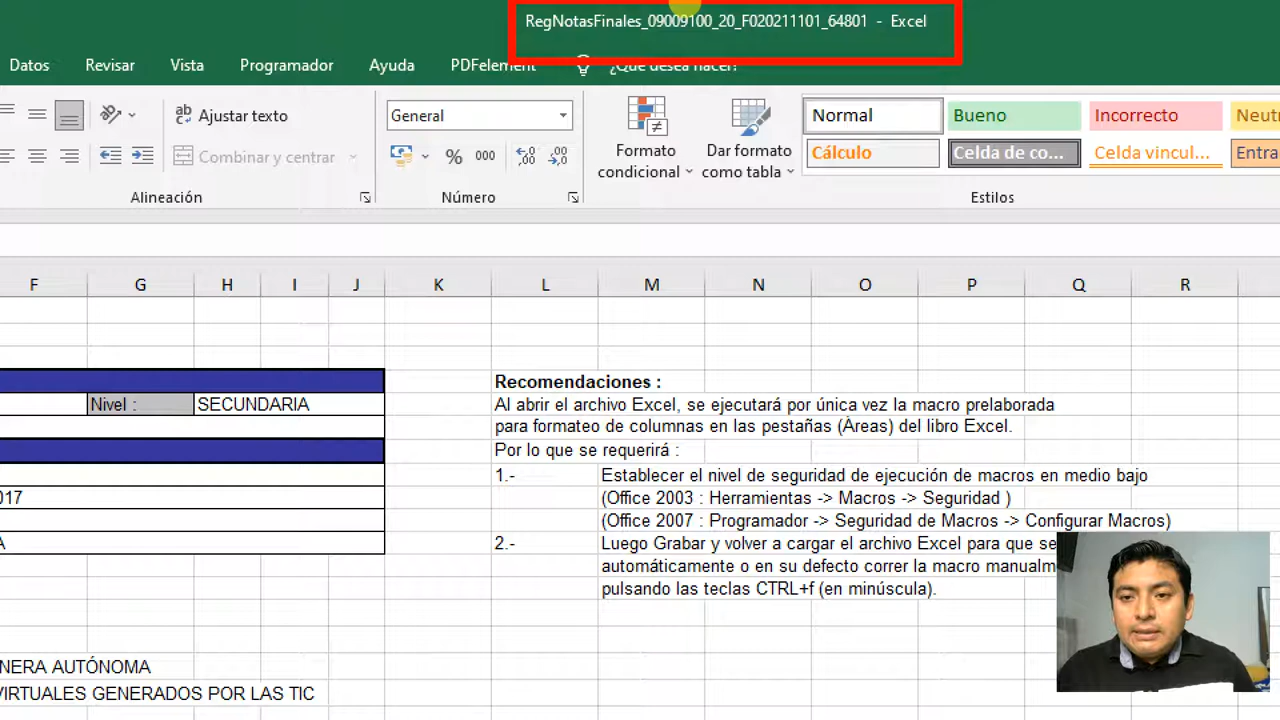 RegNotasFinales_09009100_20_F020211101_64801 - Excel
Datos Revisar Vista Programador Ayuda PDFelement ¿Qué desea hacer?
ab Ajustar texto
General
Formato
condicional
Dar formato
como tabla
Normal Bueno Incorrecto Neutr
Combinar y centrar
% 000
Cálculo Celda de co... Celda vincul... Entra
Alineación Número Estilos
F G H I J K L M N O P Q R
Recomendaciones :
Nivel : SECUNDARIA
Al abrir el archivo Excel, se ejecutará por única vez la macro prelaborada
para formateo de columnas en las pestañas (Áreas) del libro Excel.
Por lo que se requerirá :
1.- Establecer el nivel de seguridad de ejecución de macros en medio bajo
017 (Office 2003 : Herramientas -> Macros -> Seguridad )
(Office 2007 : Programador -> Seguridad de Macros -> Configurar Macros)
A 2.- Luego Grabar y volver a cargar el archivo Excel para que se
automáticamente o en su defecto correr la macro manualm
pulsando las teclas CTRL+f (en minúscula).
NERA AUTÓNOMA
VIRTUALES GENERADOS POR LAS TIC